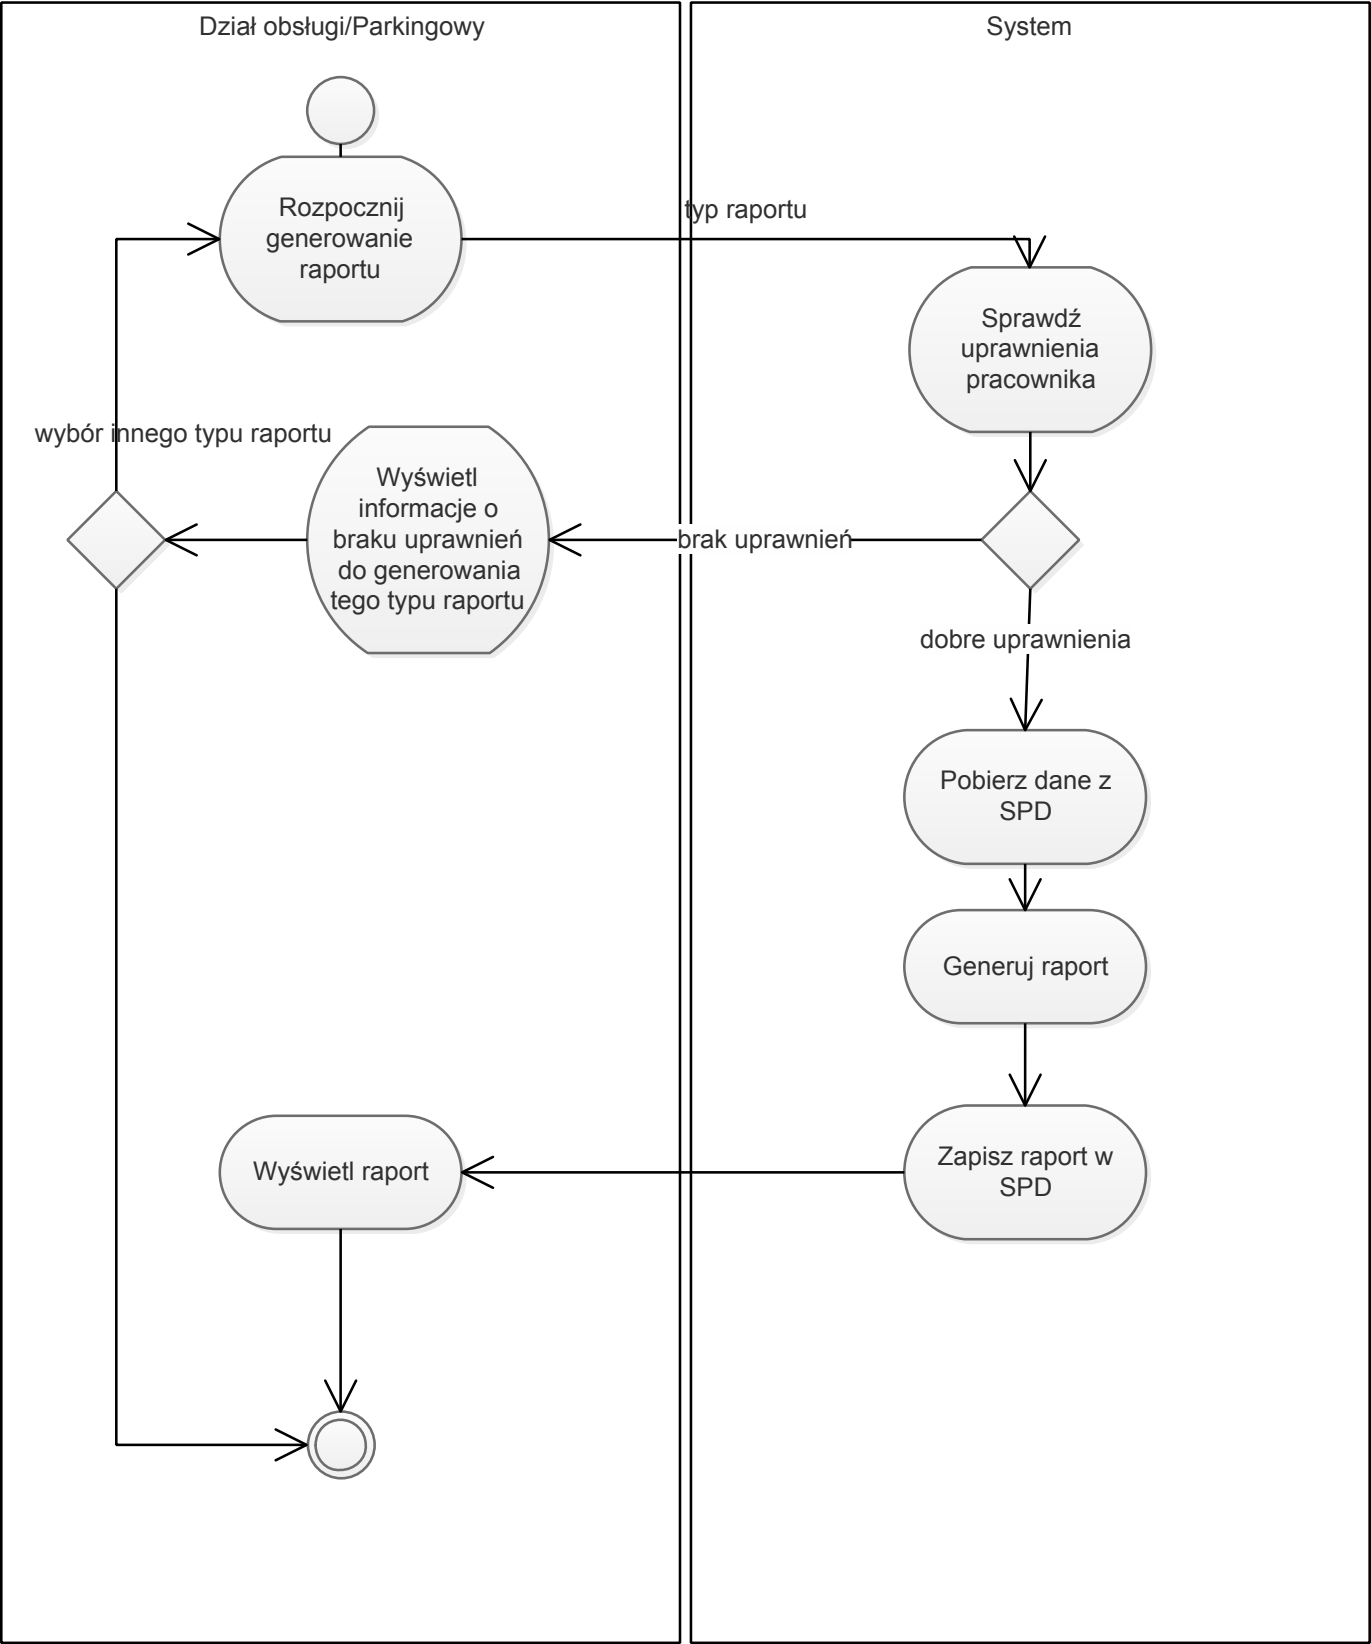 Dział obsługi/Parkingowy
System
Rozpocznij
generowanie
raportu
typ raportu
Sprawdź
uprawnienia
pracownika
wybór innego typu raportu
Wyświetl
informacje o
braku uprawnień
do generowania
tego typu raportu
brak uprawnień
dobre uprawnienia
Pobierz dane z
SPD
Generuj raport
Wyświetl raport
Zapisz raport w
SPD